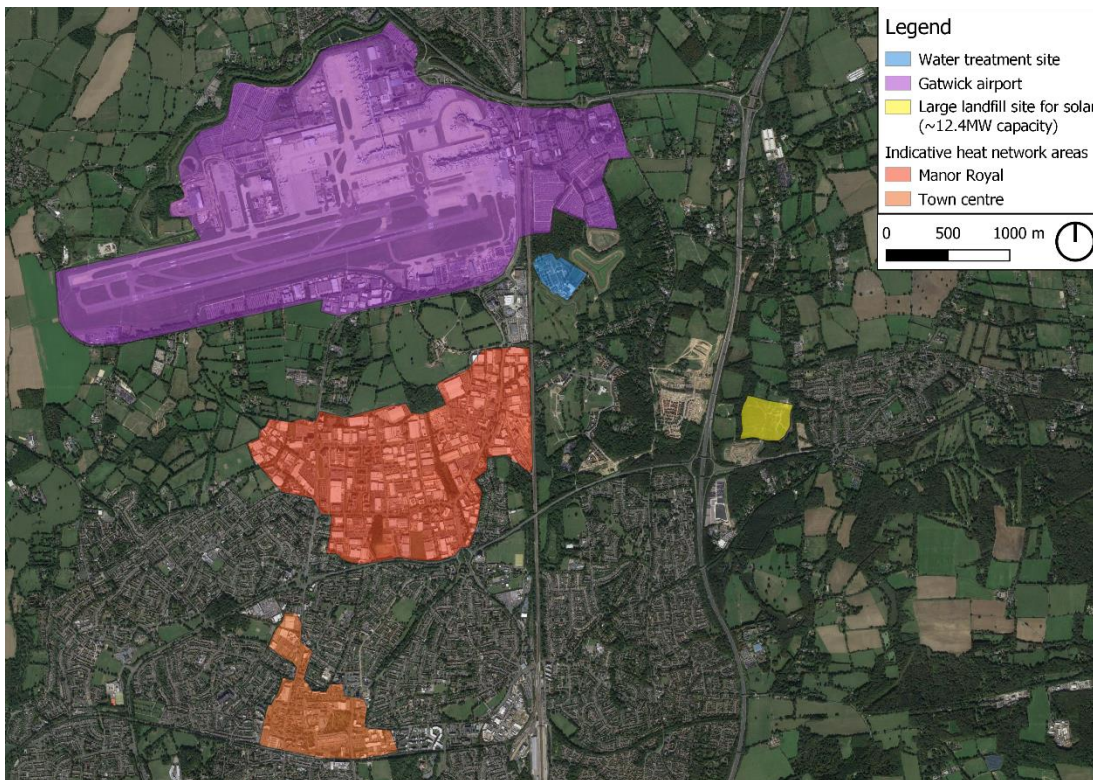 Legend
Water treatment site
Gatwick airport
Large landfill site for solar
(~12.4MW capacity)
Indicative heat network areas
Manor Royal
Town centre
0 500 1000 m